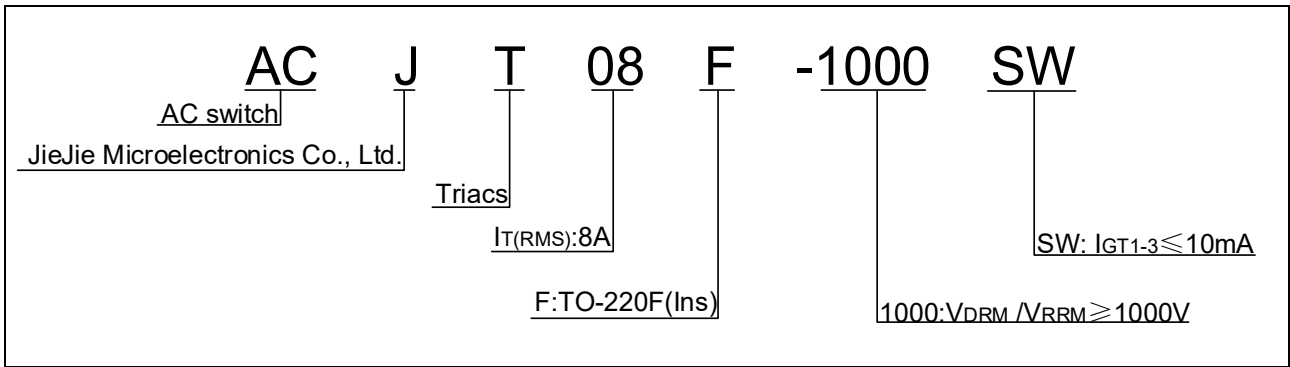 AC J T 08 F -1000 SW
AC switch
JieJie Microelectronics Co., Ltd.
Triacs
IT(RMS):8A
SW: IGT1-3≤10mA
F:TO-220F(Ins)
1000:VDRM /VRRM≥1000V